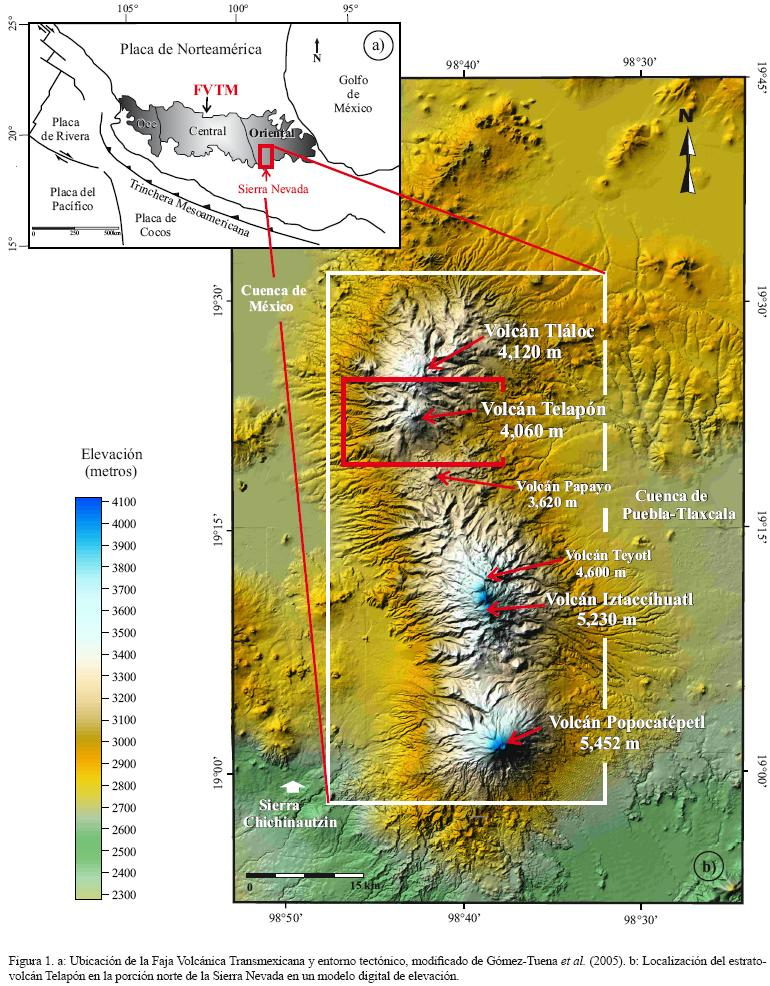 105°
100°
95°
25°
20°
15°
Placa de Norteamérica
a)
N
Golfo
de
México
FVTM
Placa
de Rivera
Occ
Central
Oriental
Sierra Nevada
Placa del
Pacífico
Trinchera Mesoamericana
Placa de
Cocos
0 250 500km
98°40'
98°30'
19°45'
N
Cuenca de
México
19°30'
19°30'
Volcán Tláloc
4,120 m
Volcán Telapón
4,060 m
Volcán Papayo
3,620 m
Cuenca de
Puebla-Tlaxcala
19°15'
19°15'
Volcán Teyotl
4,600 m
Volcán Iztaccíhuatl
5,230 m
Volcán Popocatépetl
5,452 m
19°00'
19°00'
Sierra
Chichinautzin
b)
0 15 km
98°50'
98°40'
98°30'
Elevación
(metros)
4100
4000
3900
3800
3700
3600
3500
3400
3300
3200
3100
3000
2900
2800
2700
2600
2500
2400
2300
Figura 1. a: Ubicación de la Faja Volcánica Transmexicana y entorno tectónico, modificado de Gómez-Tuena et al. (2005). b: Localización del estrato-
volcán Telapón en la porción norte de la Sierra Nevada en un modelo digital de elevación.